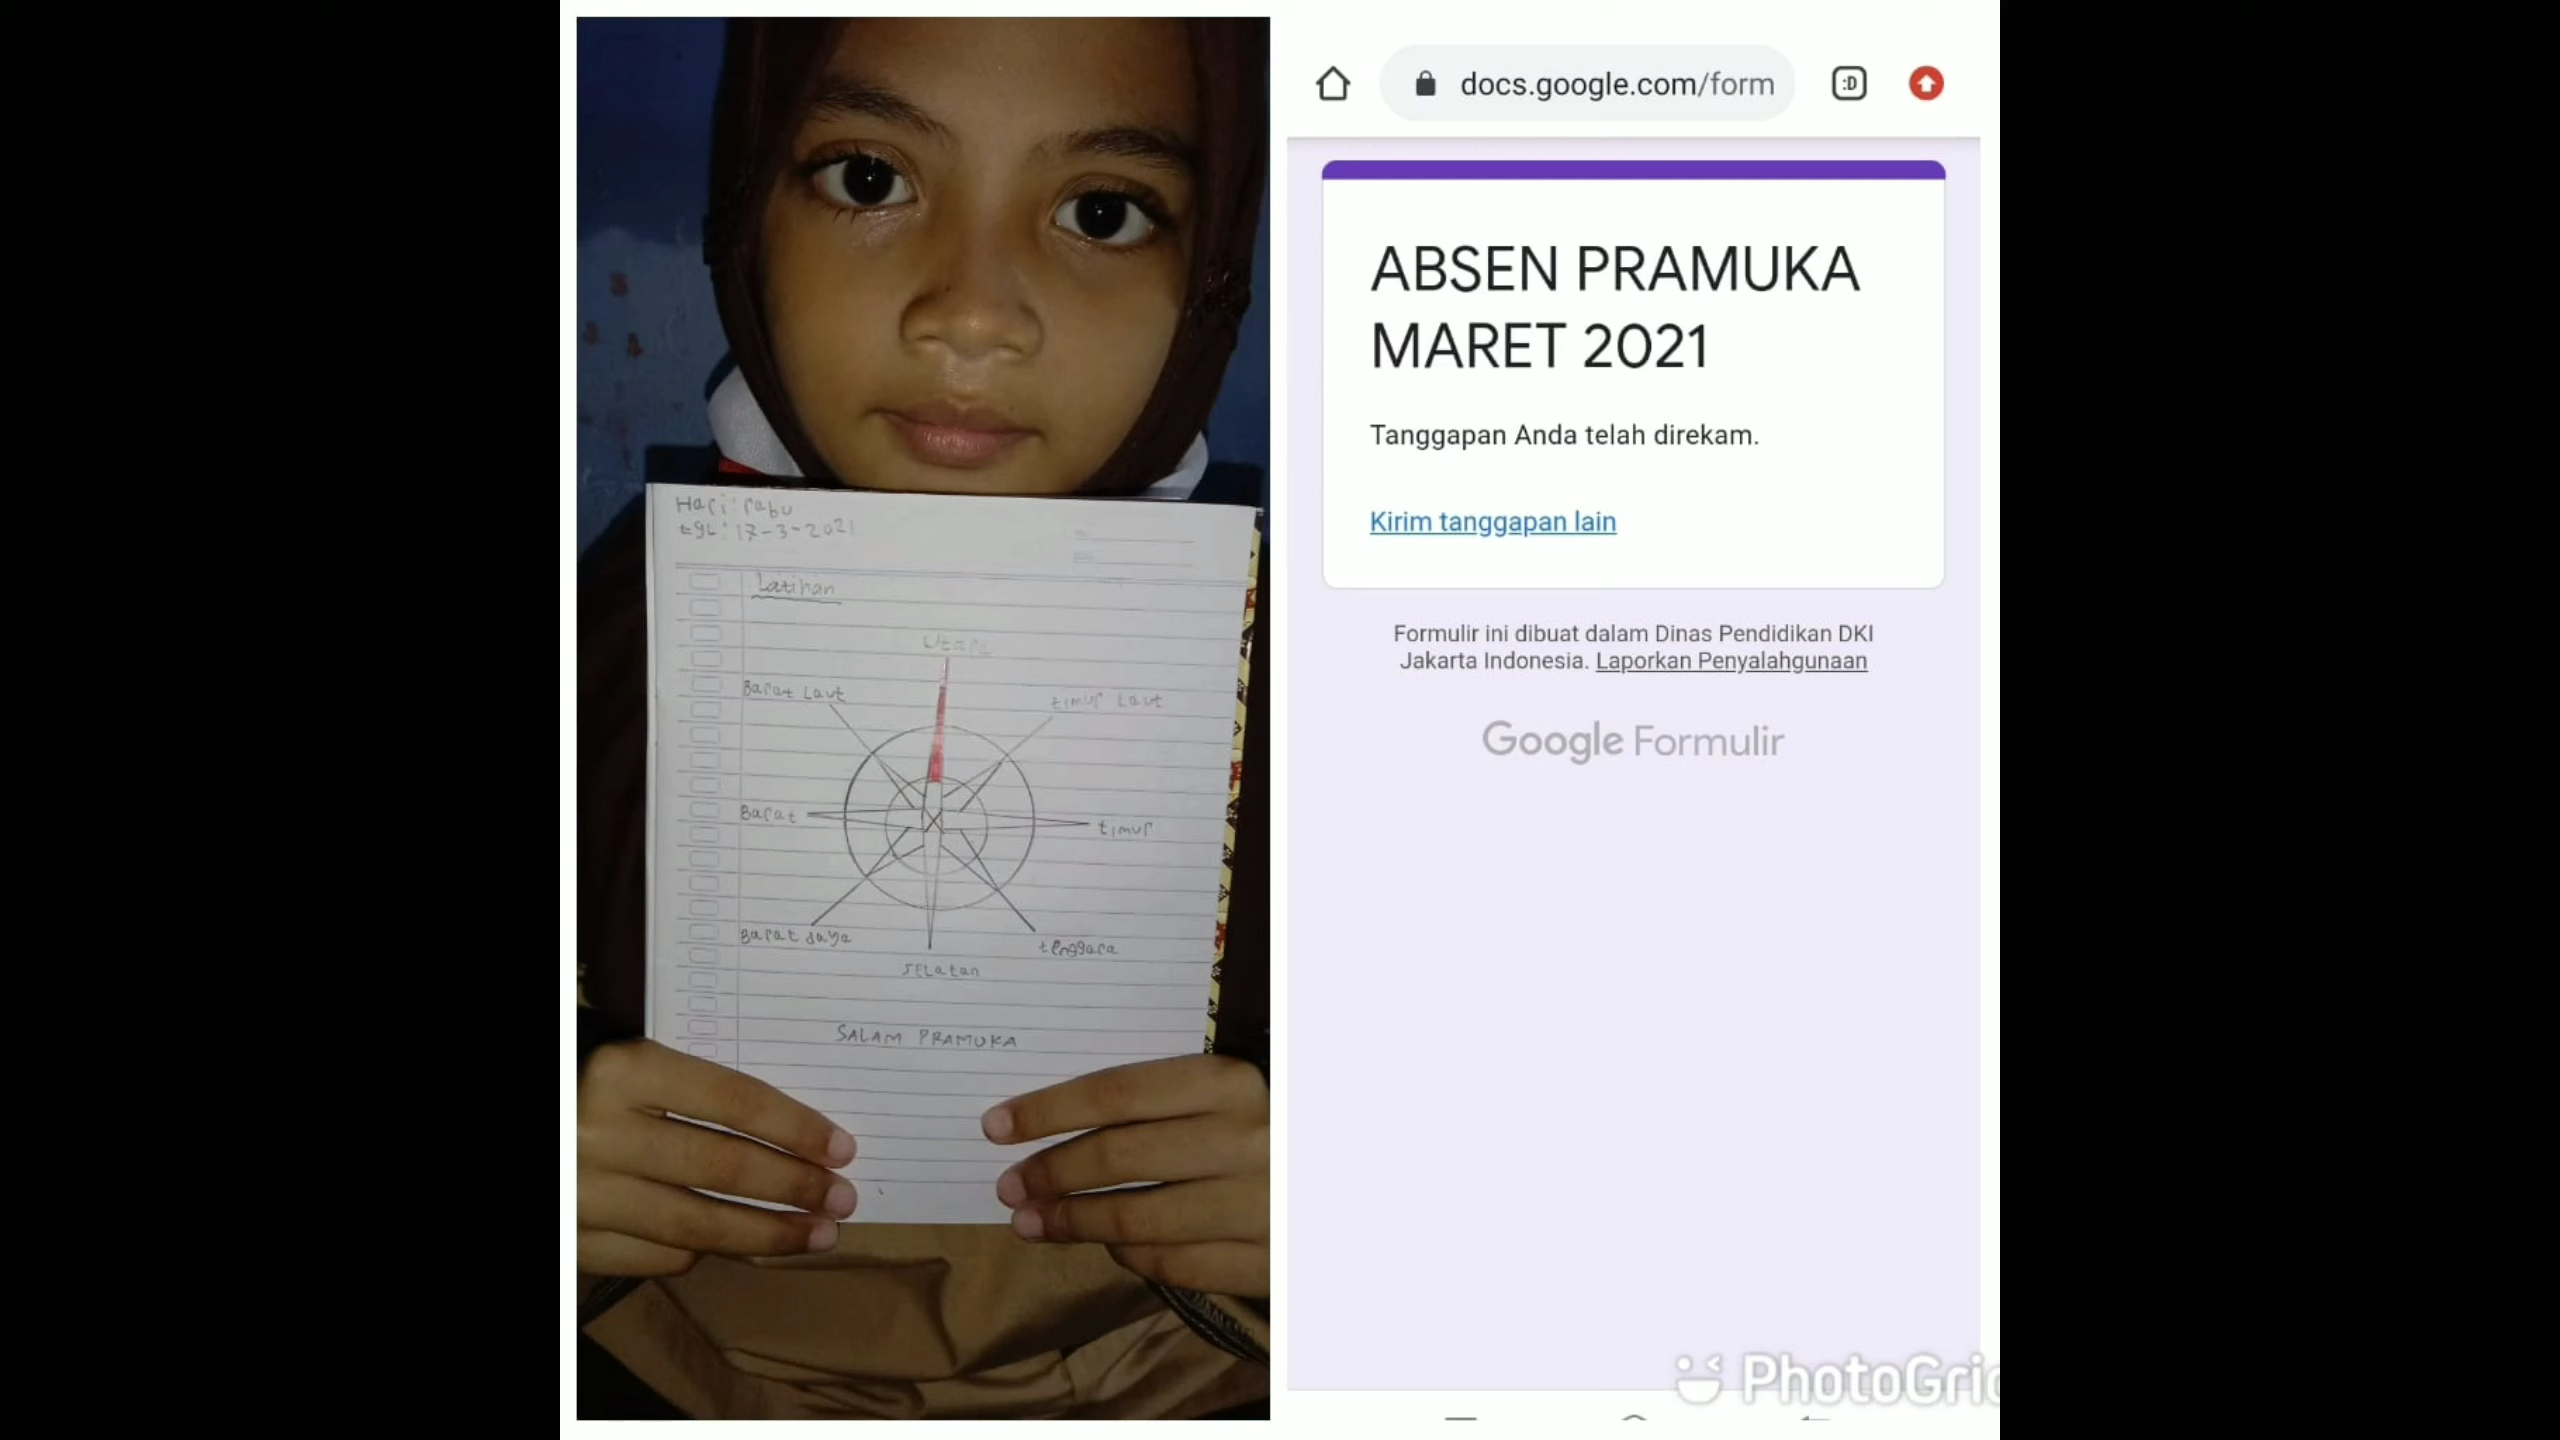 Hari: rabu
tgl: 17-3-2021
Latihan
Utara
Barat Laut
timur Laut
Barat
timur
Barat daya
tenggara
SELatan
SALAM PRAMUKA
docs.google.com/form
:D
ABSEN PRAMUKA
MARET 2021
Tanggapan Anda telah direkam.
Kirim tanggapan lain
Formulir ini dibuat dalam Dinas Pendidikan DKI
Jakarta Indonesia. Laporkan Penyalahgunaan
Google Formulir
PhotoGri